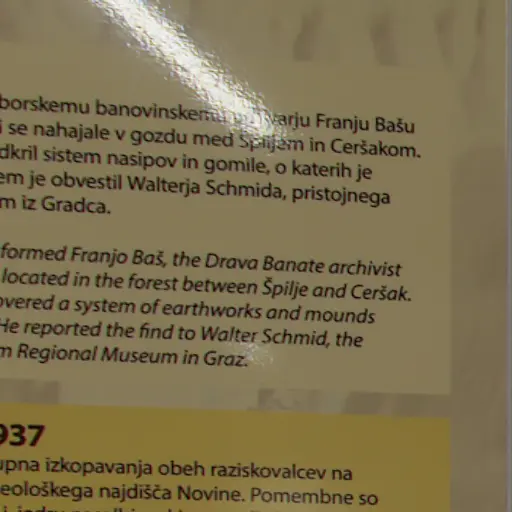 borskemu banovinskemu arhivarju Franju Bašu
i se nahajale v gozdu med Špiljem in Ceršakom.
dkril sistem nasipov in gomile, o katerih je
em je obvestil Walterja Schmida, pristojnega
m iz Gradca.
formed Franjo Baš, the Drava Banate archivist
located in the forest between Špilje and Ceršak.
overed a system of earthworks and mounds
He reported the find to Walter Schmid, the
m Regional Museum in Graz.
937
upna izkopavanja obeh raziskovalcev na
eološkega najdišča Novine. Pomembne so